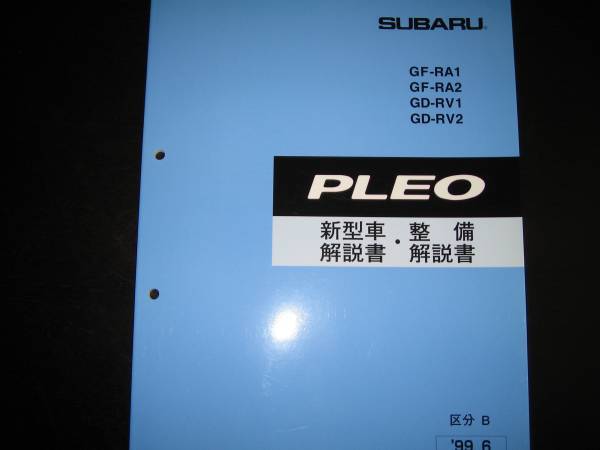 SUBARU®
GF-RA1
GF-RA2
GD-RV1
GD-RV2
PLEO
新型車・整備
解説書 解説書
区分 B
'99.6